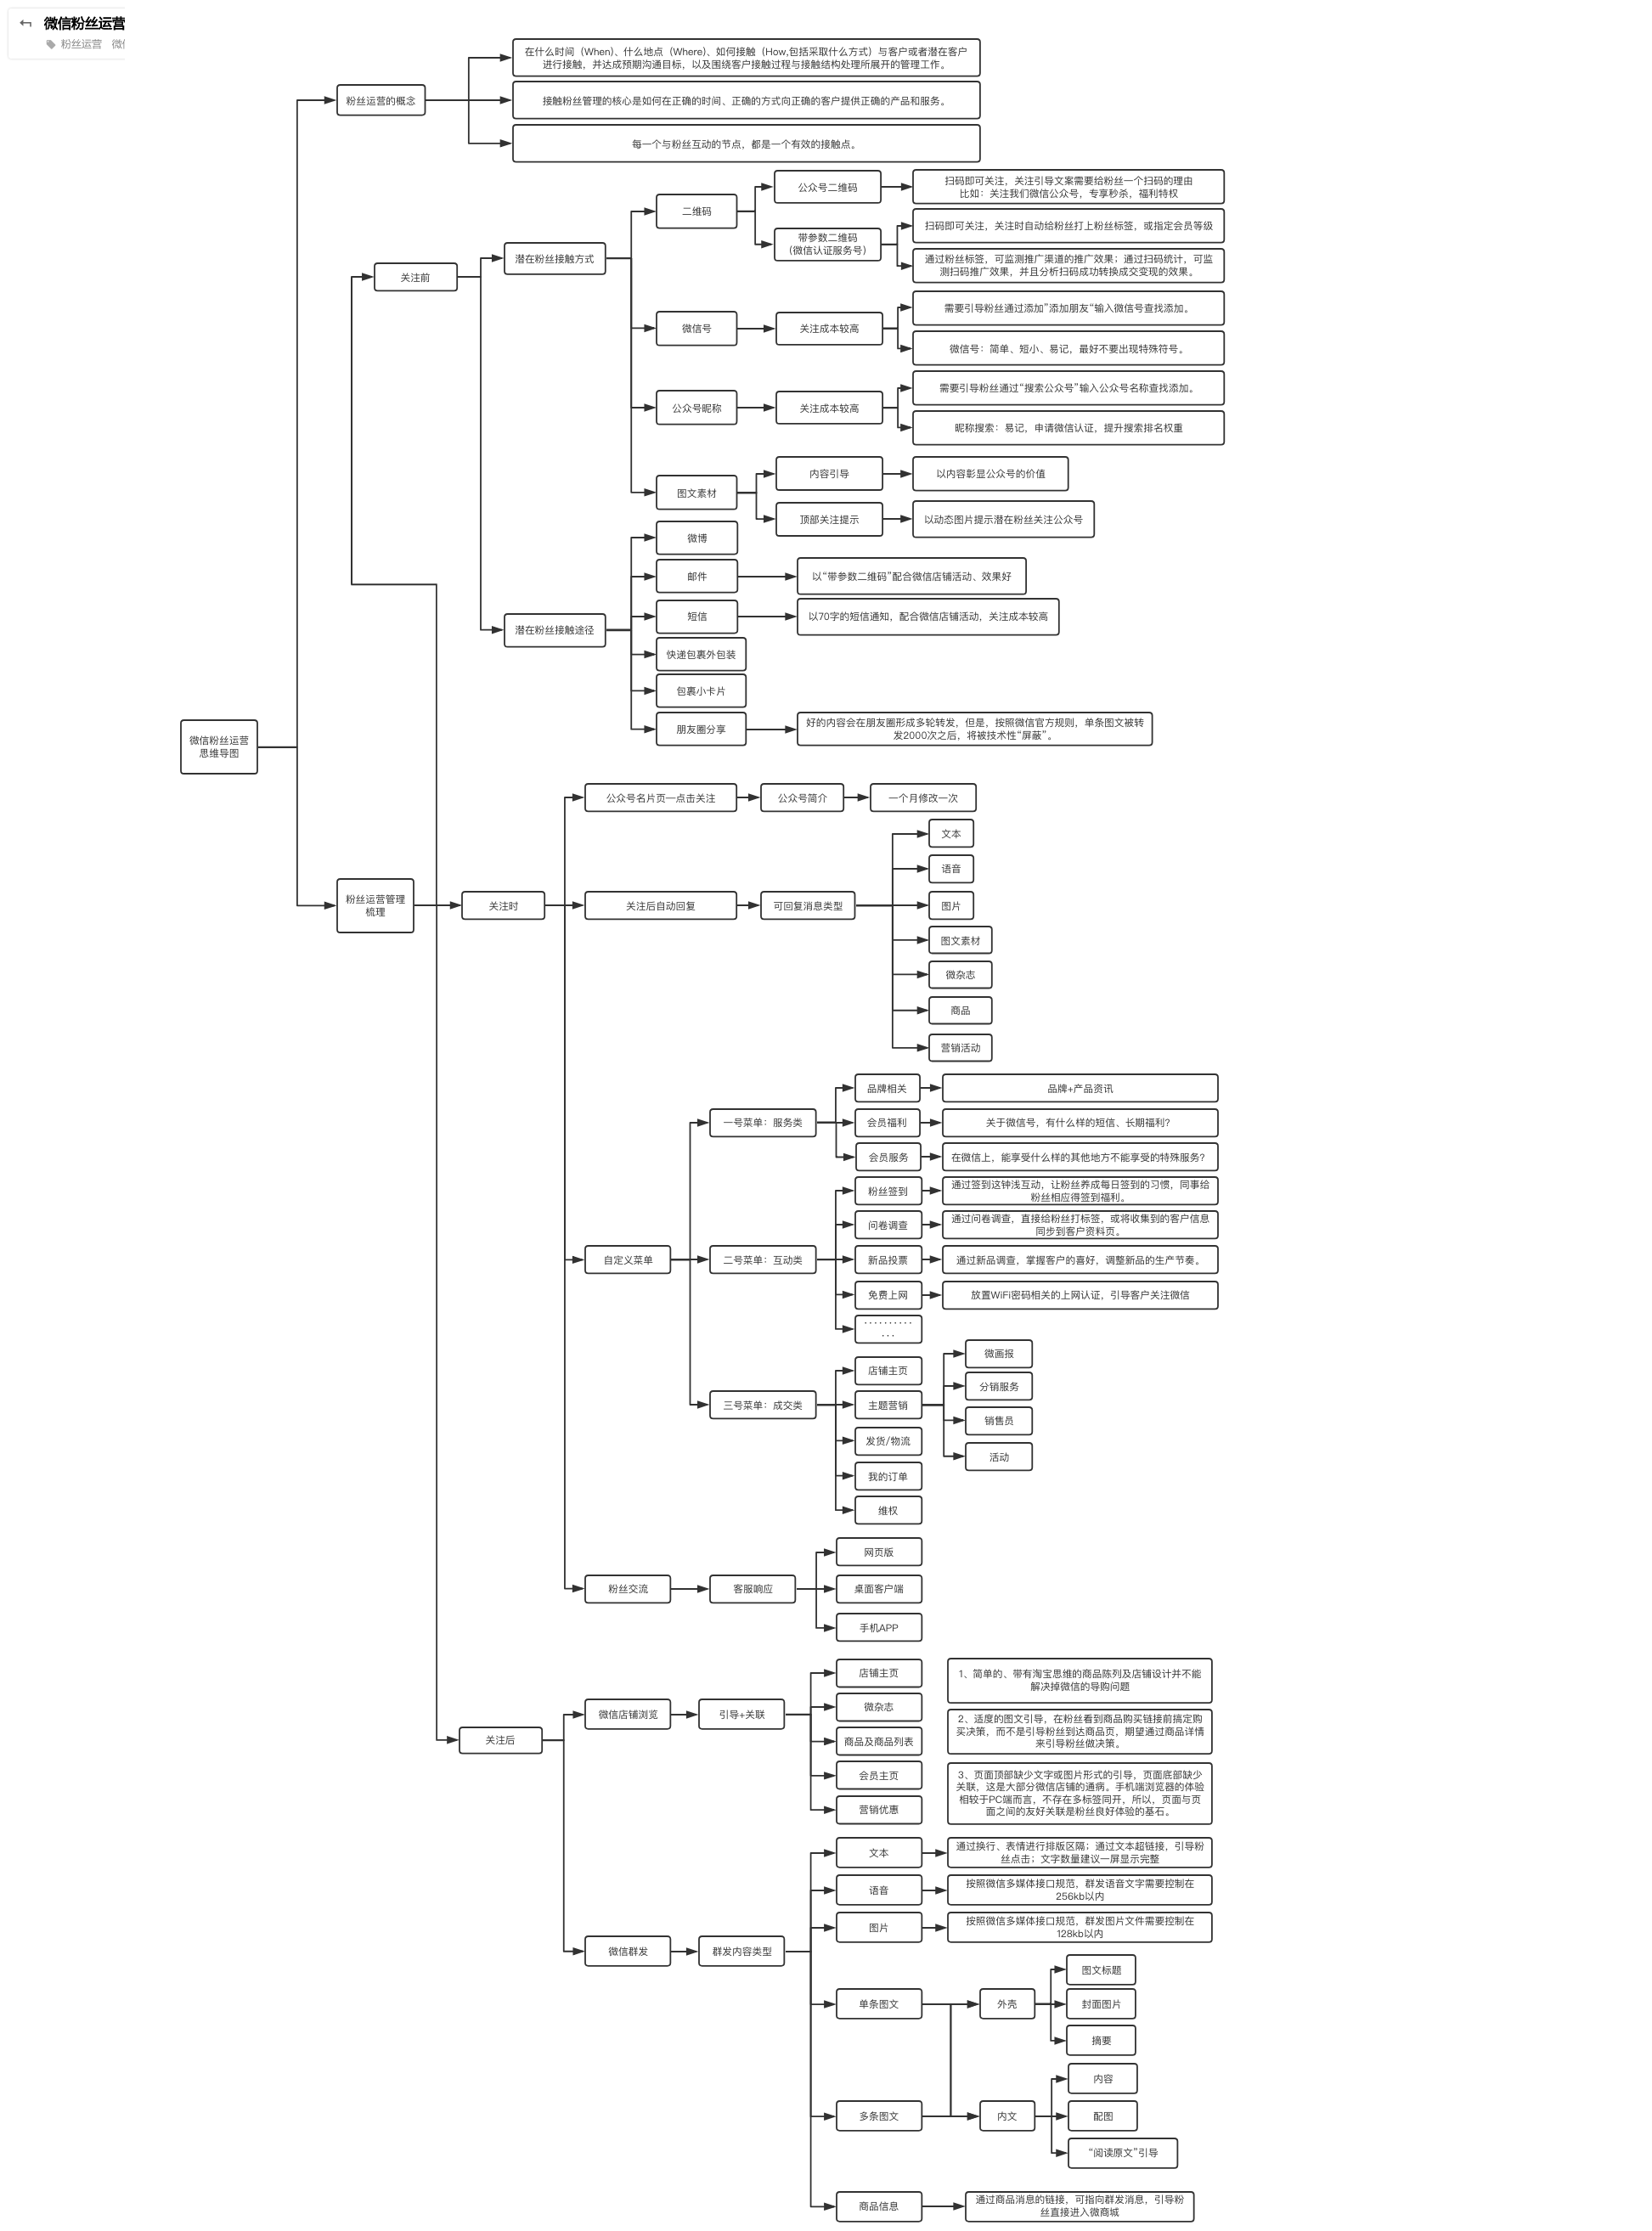 微信粉丝运营
粉丝运营 微信
在什么时间（When）、什么地点（Where）、如何接触（How,包括采取什么方式）与客户或者潜在客户
进行接触，并达成预期沟通目标，以及围绕客户接触过程与接触结构处理所展开的管理工作。
粉丝运营的概念
接触粉丝管理的核心是如何在正确的时间、正确的方式向正确的客户提供正确的产品和服务。
每一个与粉丝互动的节点，都是一个有效的接触点。
关注前
潜在粉丝接触方式
二维码
公众号二维码
扫码即可关注，关注引导文案需要给粉丝一个扫码的理由
比如：关注我们微信公众号，专享秒杀，福利特权
带参数二维码
（微信认证服务号）
扫码即可关注，关注时自动给粉丝打上粉丝标签，或指定会员等级
通过粉丝标签，可监测推广渠道的推广效果；通过扫码统计，可监
测扫码推广效果，并且分析扫码成功转换成交变现的效果。
微信号
关注成本较高
需要引导粉丝通过添加”添加朋友“输入微信号查找添加。
微信号：简单、短小、易记，最好不要出现特殊符号。
公众号昵称
关注成本较高
需要引导粉丝通过“搜索公众号”输入公众号名称查找添加。
昵称搜索：易记，申请微信认证，提升搜索排名权重
图文素材
内容引导
以内容彰显公众号的价值
顶部关注提示
以动态图片提示潜在粉丝关注公众号
潜在粉丝接触途径
微博
邮件
以“带参数二维码”配合微信店铺活动、效果好
短信
以70字的短信通知，配合微信店铺活动，关注成本较高
快递包裹外包装
包裹小卡片
朋友圈分享
好的内容会在朋友圈形成多轮转发，但是，按照微信官方规则，单条图文被转
发2000次之后，将被技术性“屏蔽”。
微信粉丝运营
思维导图
粉丝运营管理
梳理
关注时
公众号名片页一点击关注
公众号简介
一个月修改一次
关注后自动回复
可回复消息类型
文本
语音
图片
图文素材
微杂志
商品
营销活动
自定义菜单
一号菜单：服务类
品牌相关
品牌+产品资讯
会员福利
关于微信号，有什么样的短信、长期福利？
会员服务
在微信上，能享受什么样的其他地方不能享受的特殊服务？
二号菜单：互动类
粉丝签到
通过签到这钟浅互动，让粉丝养成每日签到的习惯，同事给
粉丝相应得签到福利。
问卷调查
通过问卷调查，直接给粉丝打标签，或将收集到的客户信息
同步到客户资料页。
新品投票
通过新品调查，掌握客户的喜好，调整新品的生产节奏。
免费上网
放置WiFi密码相关的上网认证，引导客户关注微信
···········
···
三号菜单：成交类
店铺主页
主题营销
微画报
分销服务
销售员
活动
发货/物流
我的订单
维权
粉丝交流
客服响应
网页版
桌面客户端
手机APP
关注后
微信店铺浏览
引导+关联
店铺主页
微杂志
商品及商品列表
会员主页
营销优惠
1、简单的、带有淘宝思维的商品陈列及店铺设计并不能
解决掉微信的导购问题
2、适度的图文引导，在粉丝看到商品购买链接前搞定购
买决策，而不是引导粉丝到达商品页，期望通过商品详情
来引导粉丝做决策。
3、页面顶部缺少文字或图片形式的引导，页面底部缺少
关联，这是大部分微信店铺的通病。手机端浏览器的体验
相较于PC端而言，不存在多标签同开，所以，页面与页
面之间的友好关联是粉丝良好体验的基石。
微信群发
群发内容类型
文本
通过换行、表情进行排版区隔；通过文本超链接，引导粉
丝点击；文字数量建议一屏显示完整
语音
按照微信多媒体接口规范，群发语音文字需要控制在
256kb以内
图片
按照微信多媒体接口规范，群发图片文件需要控制在
128kb以内
单条图文
外壳
图文标题
封面图片
摘要
多条图文
内文
内容
配图
“阅读原文”引导
商品信息
通过商品消息的链接，可指向群发消息，引导粉
丝直接进入微商城